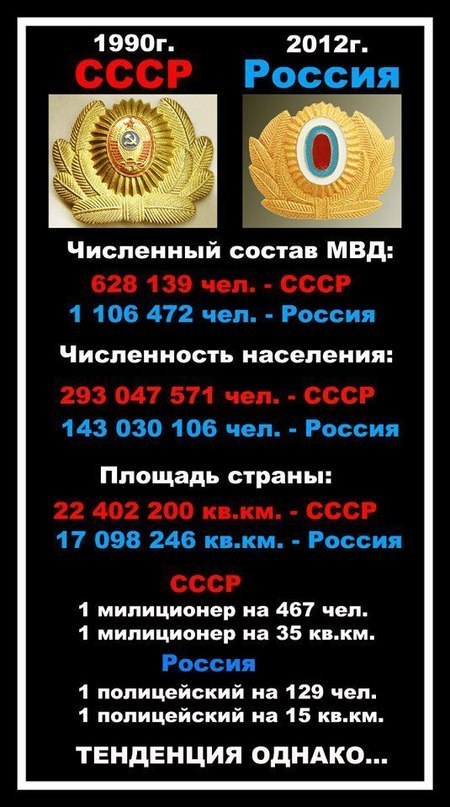 1990г.
СССР
2012г.
Россия
Численный состав МВД:
628 139 чел. - СССР
1 106 472 чел. - Россия
Численность населения:
293 047 571 чел. - СССР
143 030 106 чел. - Россия
Площадь страны:
22 402 200 кв.км. - СССР
17 098 246 кв.км. - Россия
СССР
1 милиционер на 467 чел.
1 милиционер на 35 кв.км.
Россия
1 полицейский на 129 чел.
1 полицейский на 15 кв.км.
ТЕНДЕНЦИЯ ОДНАКО...